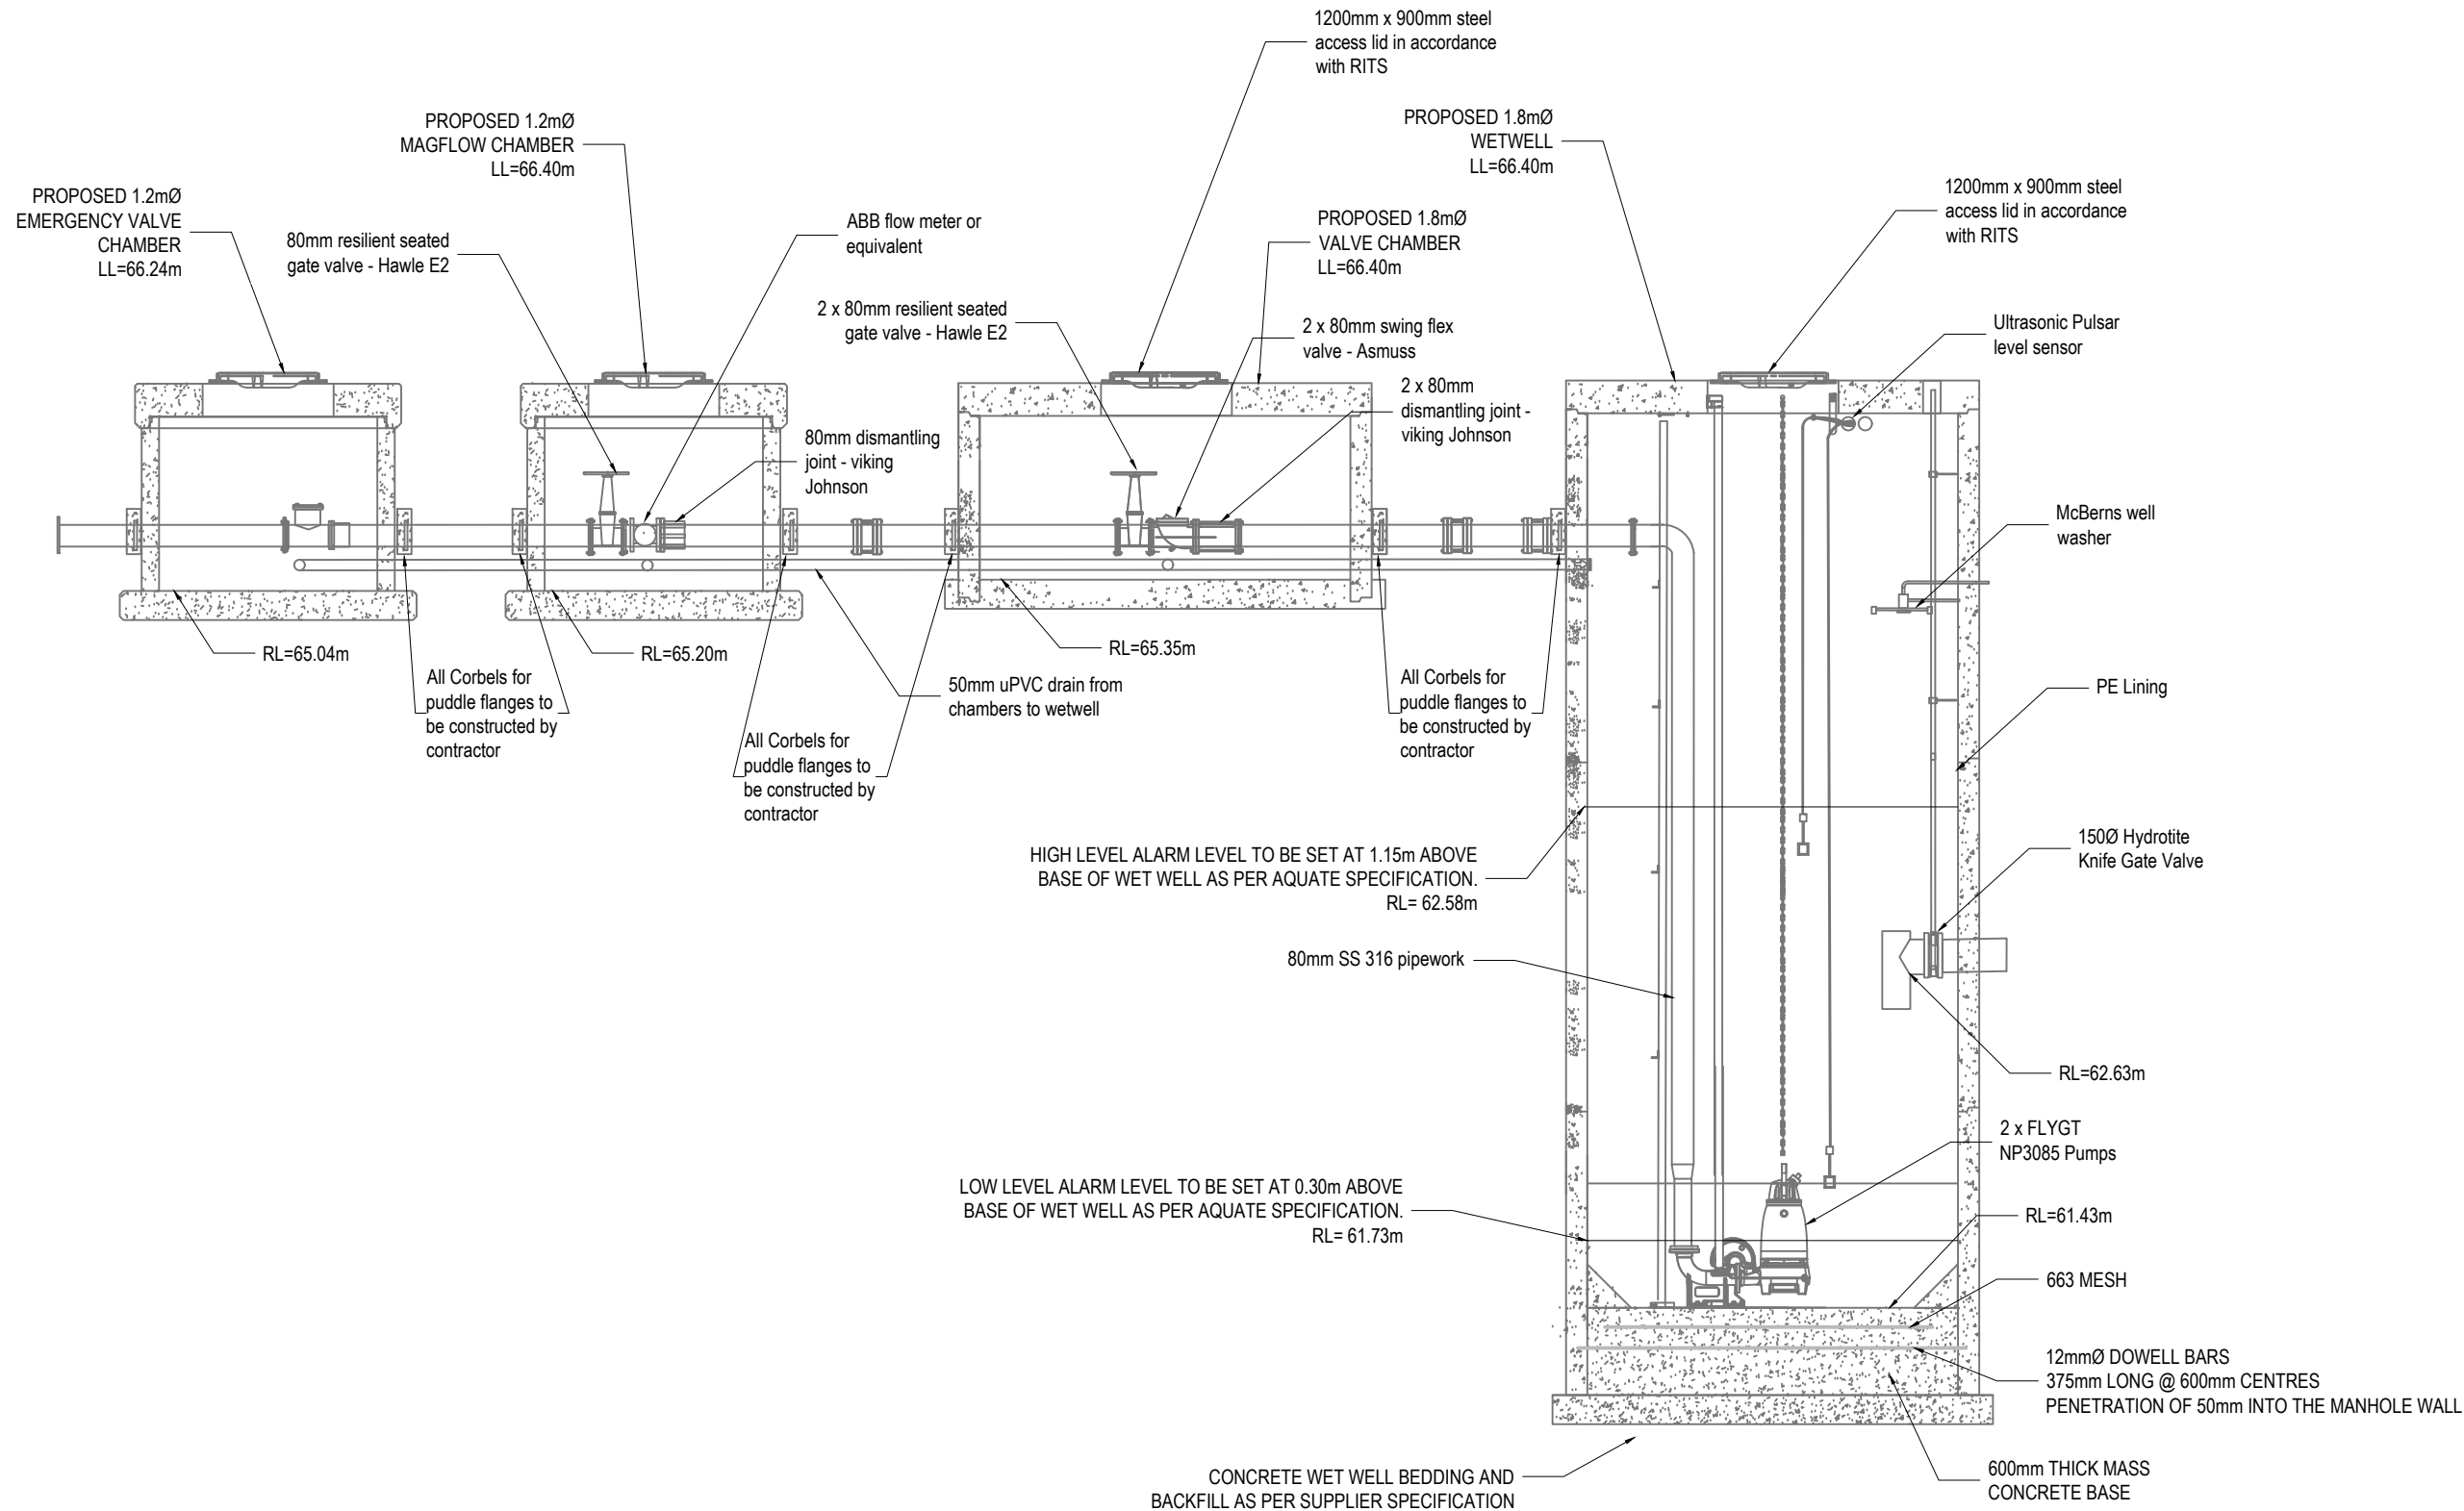 1200mm x 900mm steel
access lid in accordance
with RITS
PROPOSED 1.2mØ
MAGFLOW CHAMBER
LL=66.40m
PROPOSED 1.8mØ
WETWELL
LL=66.40m
PROPOSED 1.2mØ
EMERGENCY VALVE
CHAMBER
LL=66.24m
80mm resilient seated
gate valve - Hawle E2
ABB flow meter or
equivalent
PROPOSED 1.8mØ
VALVE CHAMBER
LL=66.40m
1200mm x 900mm steel
access lid in accordance
with RITS
2 x 80mm resilient seated
gate valve - Hawle E2
2 x 80mm swing flex
valve - Asmuss
Ultrasonic Pulsar
level sensor
2 x 80mm
dismantling joint -
viking Johnson
80mm dismantling
joint - viking
Johnson
McBerns well
washer
RL=65.04m
RL=65.20m
RL=65.35m
All Corbels for
puddle flanges to
be constructed by
contractor
50mm uPVC drain from
chambers to wetwell
All Corbels for
puddle flanges to
be constructed by
contractor
All Corbels for
puddle flanges to
be constructed by
contractor
PE Lining
HIGH LEVEL ALARM LEVEL TO BE SET AT 1.15m ABOVE
BASE OF WET WELL AS PER AQUATE SPECIFICATION.
RL= 62.58m
150Ø Hydrotite
Knife Gate Valve
80mm SS 316 pipework
RL=62.63m
2 x FLYGT
NP3085 Pumps
LOW LEVEL ALARM LEVEL TO BE SET AT 0.30m ABOVE
BASE OF WET WELL AS PER AQUATE SPECIFICATION.
RL= 61.73m
RL=61.43m
663 MESH
12mmØ DOWELL BARS
375mm LONG @ 600mm CENTRES
PENETRATION OF 50mm INTO THE MANHOLE WALL
CONCRETE WET WELL BEDDING AND
BACKFILL AS PER SUPPLIER SPECIFICATION
600mm THICK MASS
CONCRETE BASE